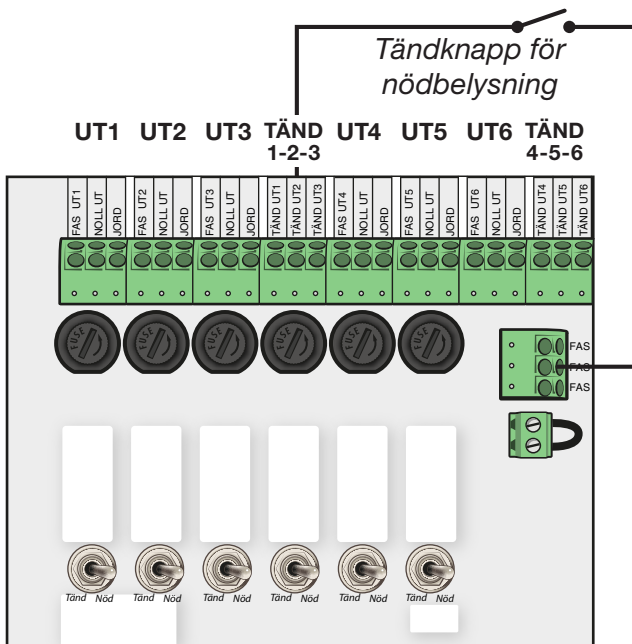 Tändknapp för
nödbelysning
UT1 UT2 UT3 TÄND 1-2-3 UT4 UT5 UT6 TÄND 4-5-6
FAS UT1
NOLL UT
JORD
FAS UT2
NOLL UT
JORD
FAS UT3
NOLL UT
JORD
TÄND UT1
TÄND UT2
TÄND UT3
FAS UT4
NOLL UT
JORD
FAS UT5
NOLL UT
JORD
FAS UT6
NOLL UT
JORD
TÄND UT4
TÄND UT5
TÄND UT6
FUSE FUSE FUSE FUSE FUSE FUSE
FAS
FAS
FAS
Tänd Nöd Tänd Nöd Tänd Nöd Tänd Nöd Tänd Nöd Tänd Nöd